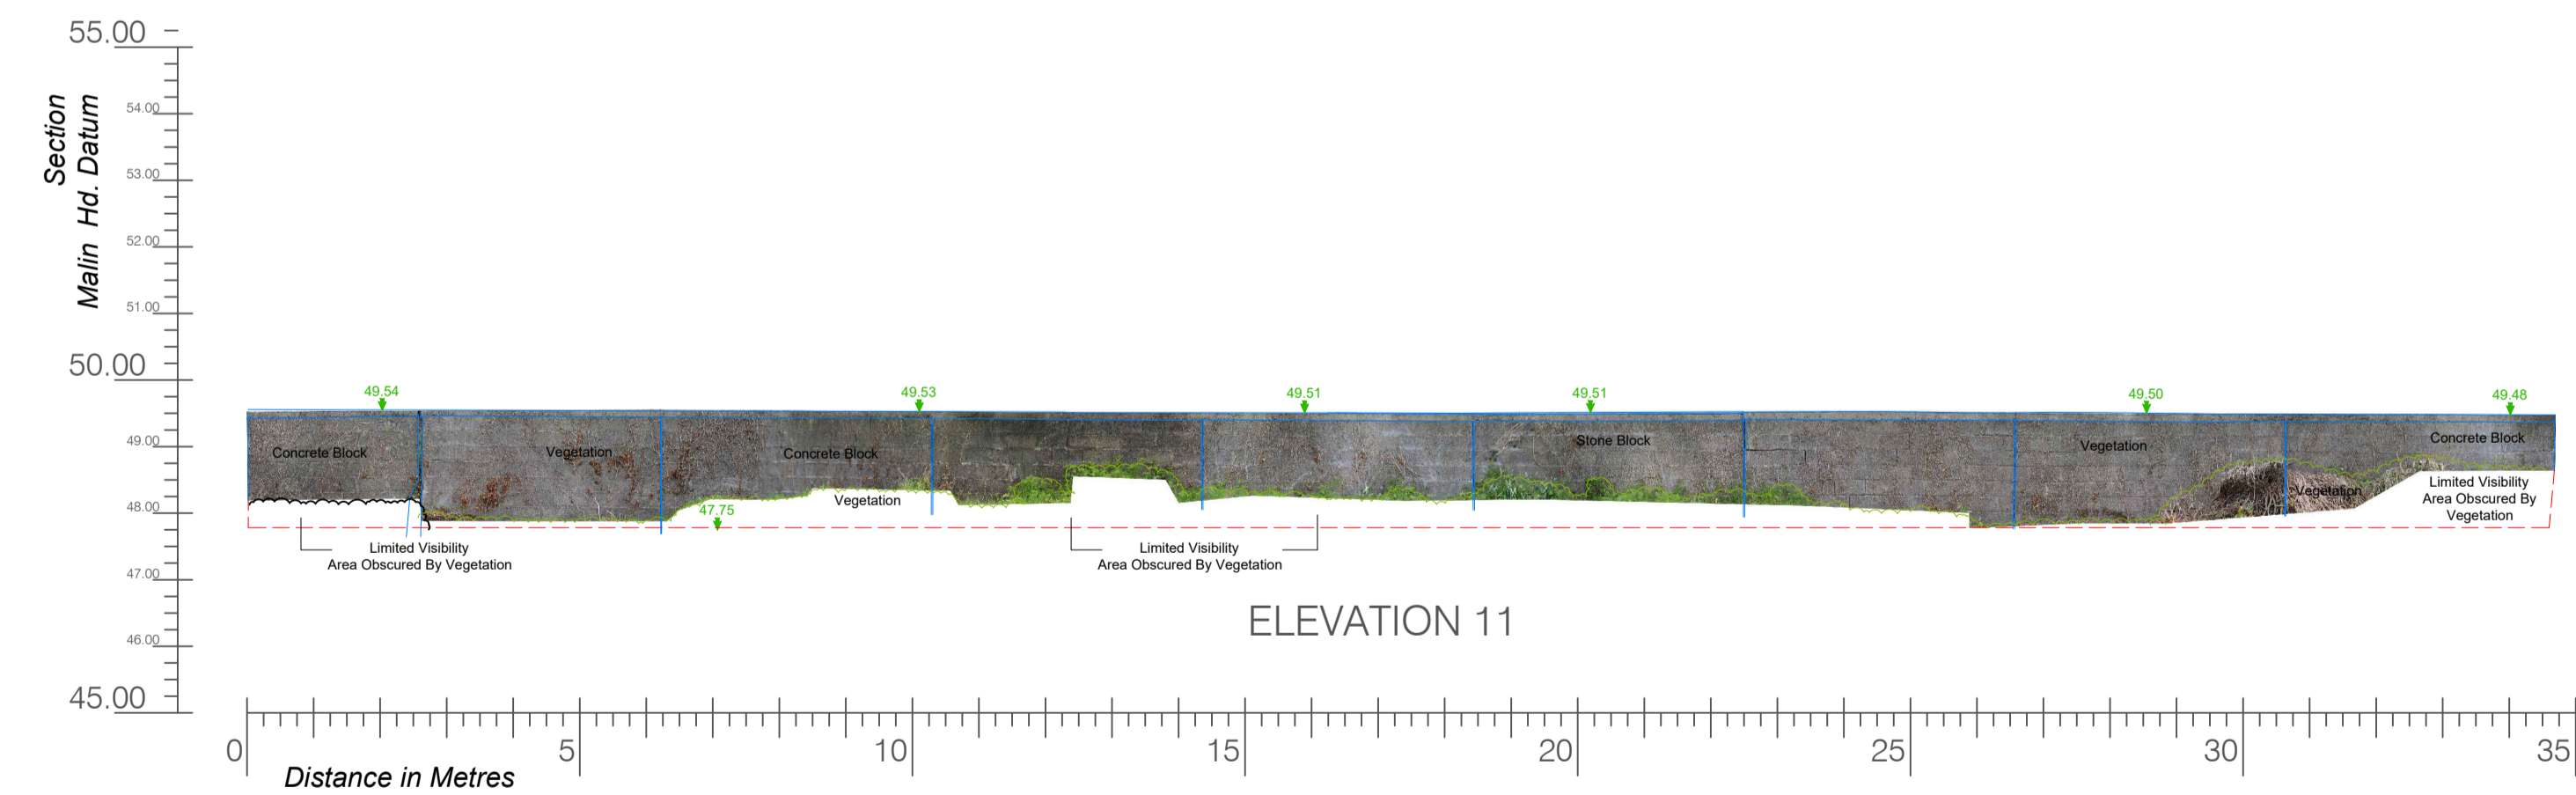 55.00
Section
Malin Hd. Datum
54.00
53.00
52.00
51.00
50.00
49.00
48.00
47.00
46.00
45.00
49.54
49.53
49.51
49.51
49.50
49.48
Concrete Block
Vegetation
Concrete Block
Stone Block
Vegetation
Concrete Block
Vegetation
Vegetation
47.75
Limited Visibility
Area Obscured By
Vegetation
Limited Visibility
Area Obscured By Vegetation
Limited Visibility
Area Obscured By Vegetation
ELEVATION 11
0 5 10 15 20 25 30 35
Distance in Metres